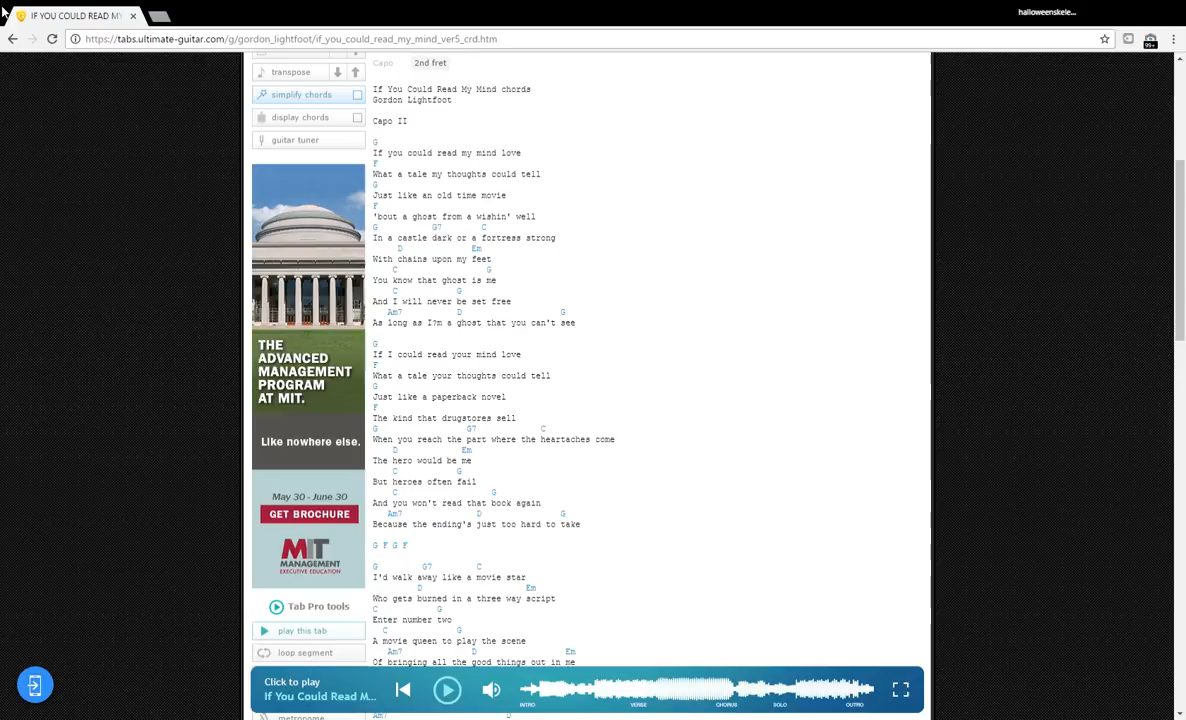 IF YOU COULD READ MY
halloweenskele...
https://tabs.ultimate-guitar.com/g/gordon_lightfoot/if_you_could_read_my_mind_ver5_crd.htm
99+
transpose
simplify chords
display chords
guitar tuner
THE
ADVANCED
MANAGEMENT
PROGRAM
AT MIT.
Like nowhere else.
May 30 - June 30
GET BROCHURE
MIT
MANAGEMENT
EXECUTIVE EDUCATION
Tab Pro tools
play this tab
loop segment
metronome
Capo 2nd fret
If You Could Read My Mind chords
Gordon Lightfoot
Capo II
G
If you could read my mind love
F
What a tale my thoughts could tell
G
Just like an old time movie
F
'bout a ghost from a wishin' well
G G7 C
In a castle dark or a fortress strong
D Em
With chains upon my feet
C G
You know that ghost is me
C G
And I will never be set free
Am7 D G
As long as I?m a ghost that you can't see
G
If I could read your mind love
F
What a tale your thoughts could tell
G
Just like a paperback novel
F
The kind that drugstores sell
G G7 C
When you reach the part where the heartaches come
D Em
The hero would be me
C G
But heroes often fail
C G
And you won't read that book again
Am7 D G
Because the ending's just too hard to take
G F G F
G G7 C
I'd walk away like a movie star
D Em
Who gets burned in a three way script
C G
Enter number two
C G
A movie queen to play the scene
Am7 D Em
Of bringing all the good things out in me
Click to play
If You Could Read M...
INTRO VERSE CHORUS SOLO OUTRO
Am7 D